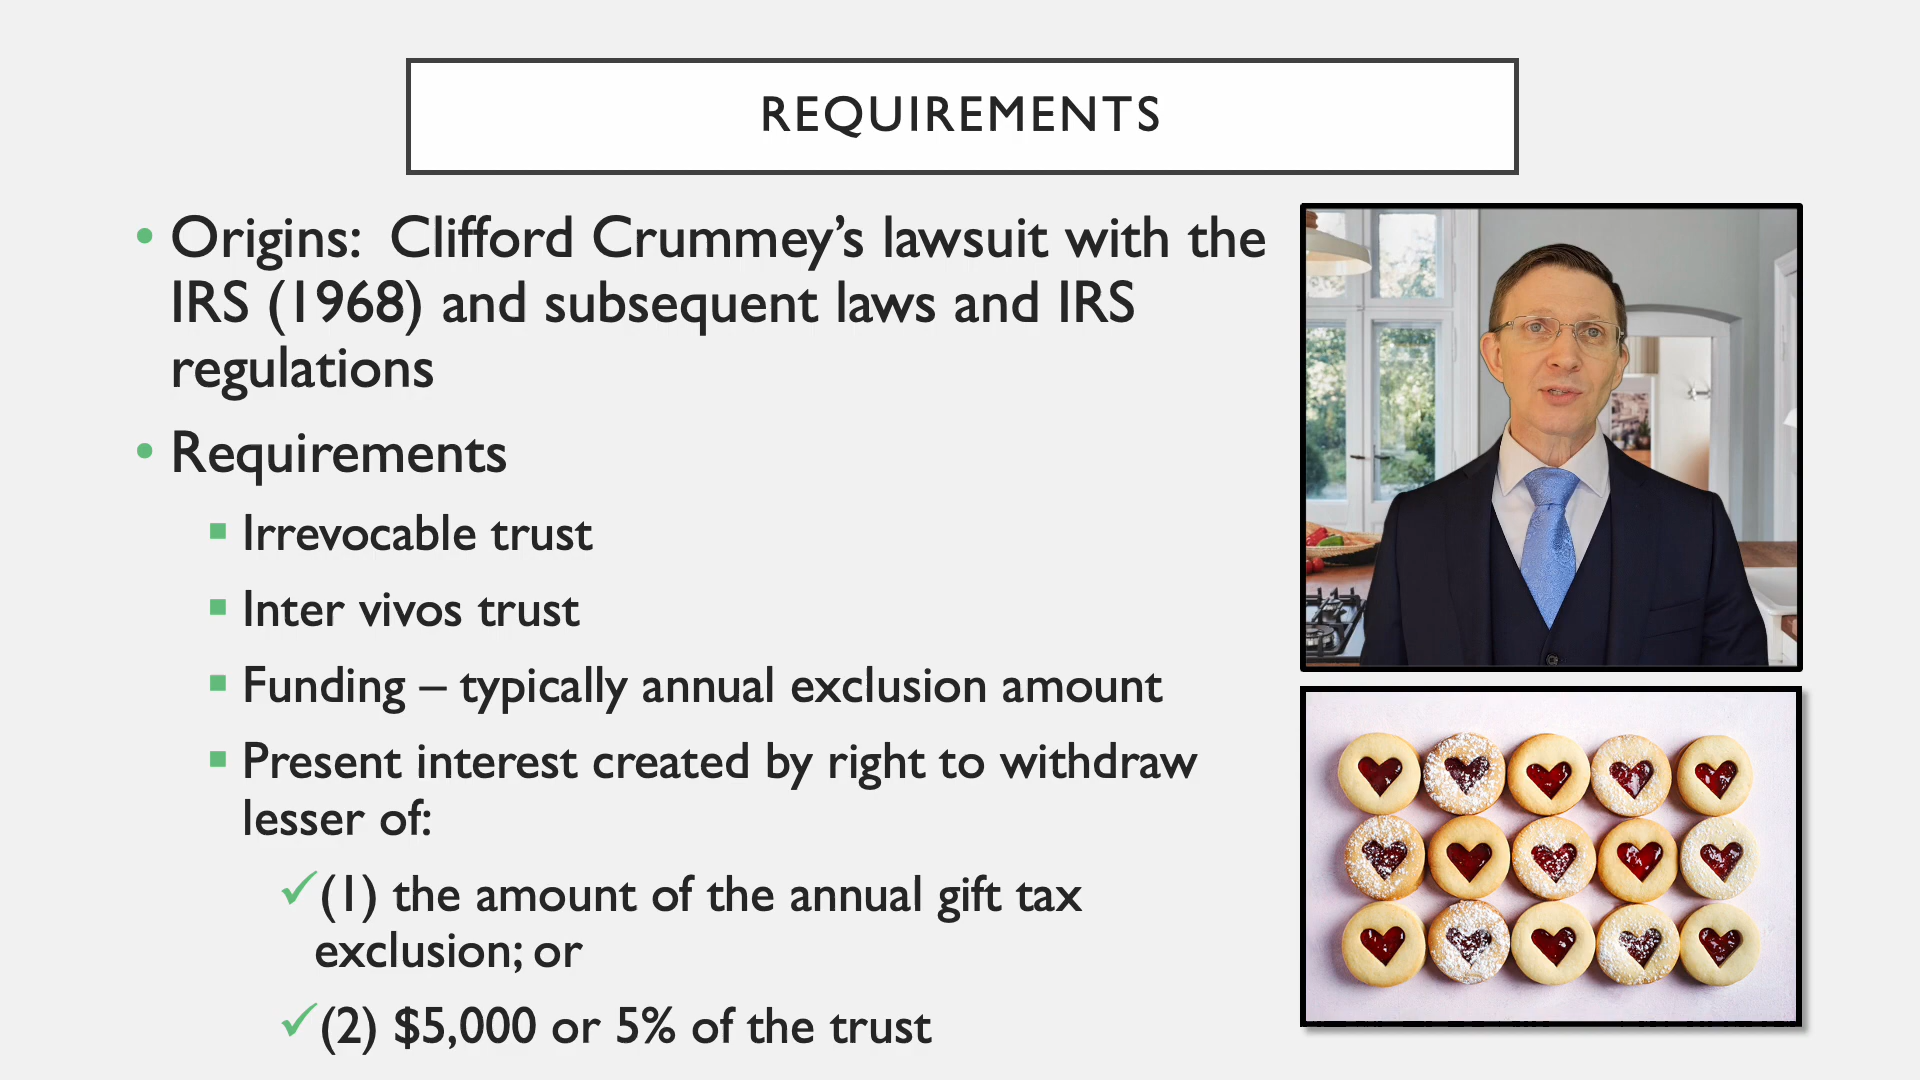 REQUIREMENTS
• Origins:  Clifford Crummey’s lawsuit with the
IRS (1968) and subsequent laws and IRS
regulations
• Requirements
▪ Irrevocable trust
▪ Inter vivos trust
▪ Funding – typically annual exclusion amount
▪ Present interest created by right to withdraw
lesser of:
✓(1) the amount of the annual gift tax
exclusion; or
✓(2) $5,000 or 5% of the trust